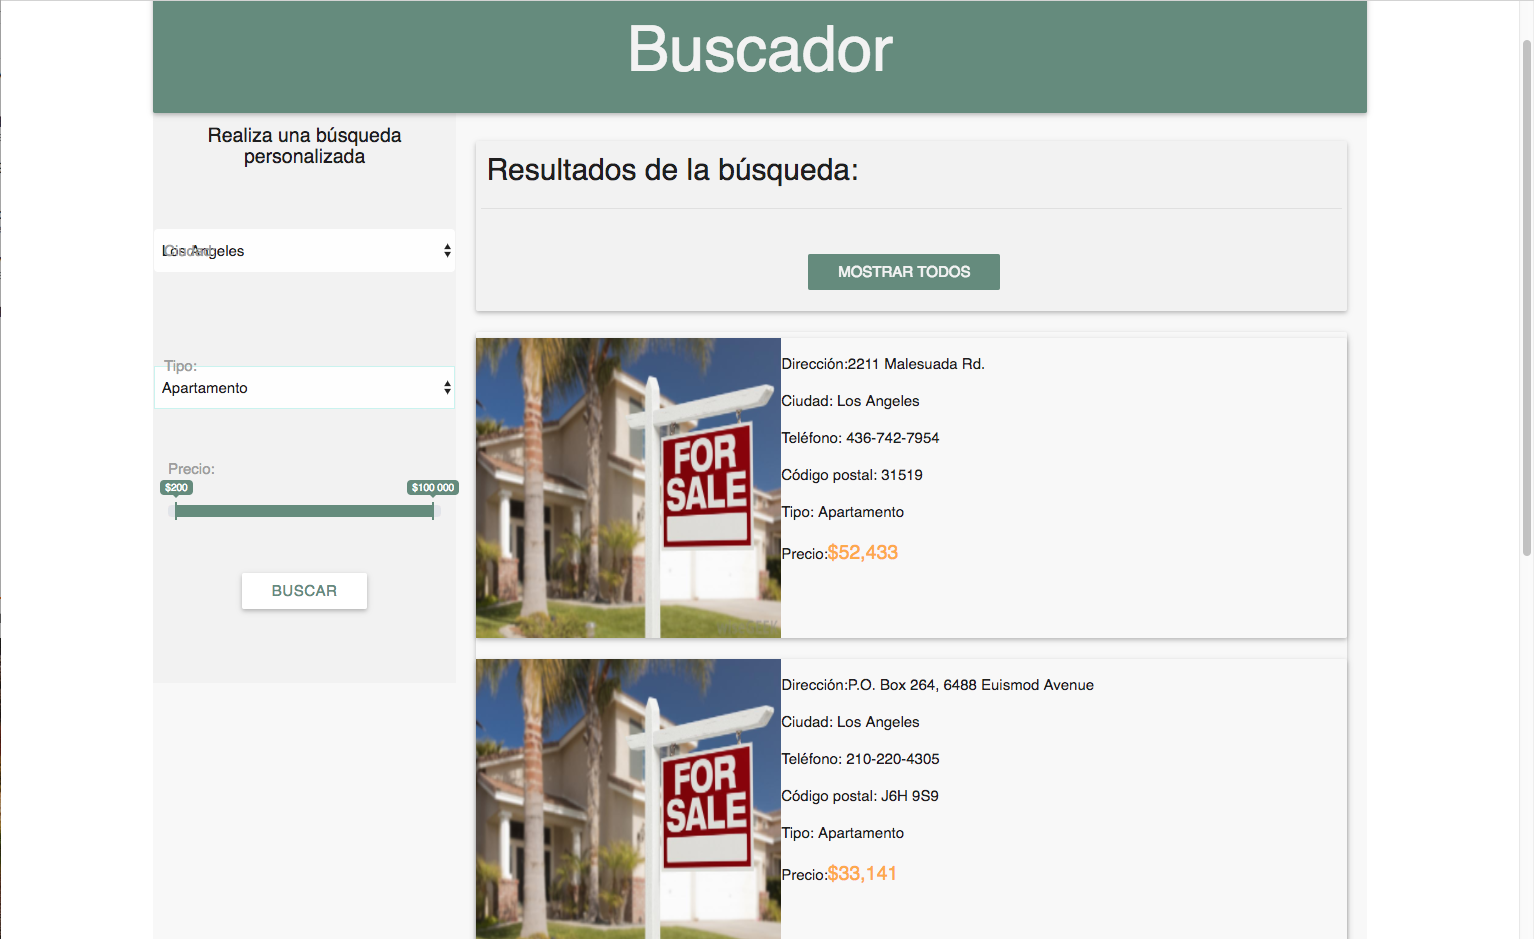 Buscador
Realiza una búsqueda
personalizada
Ciudad:
Los Angeles
Tipo:
Apartamento
Precio:
$200
$100 000
BUSCAR
Resultados de la búsqueda:
MOSTRAR TODOS
FOR
SALE
Dirección:2211 Malesuada Rd.
Ciudad: Los Angeles
Teléfono: 436-742-7954
Código postal: 31519
Tipo: Apartamento
Precio:$52,433
FOR
SALE
Dirección:P.O. Box 264, 6488 Euismod Avenue
Ciudad: Los Angeles
Teléfono: 210-220-4305
Código postal: J6H 9S9
Tipo: Apartamento
Precio:$33,141